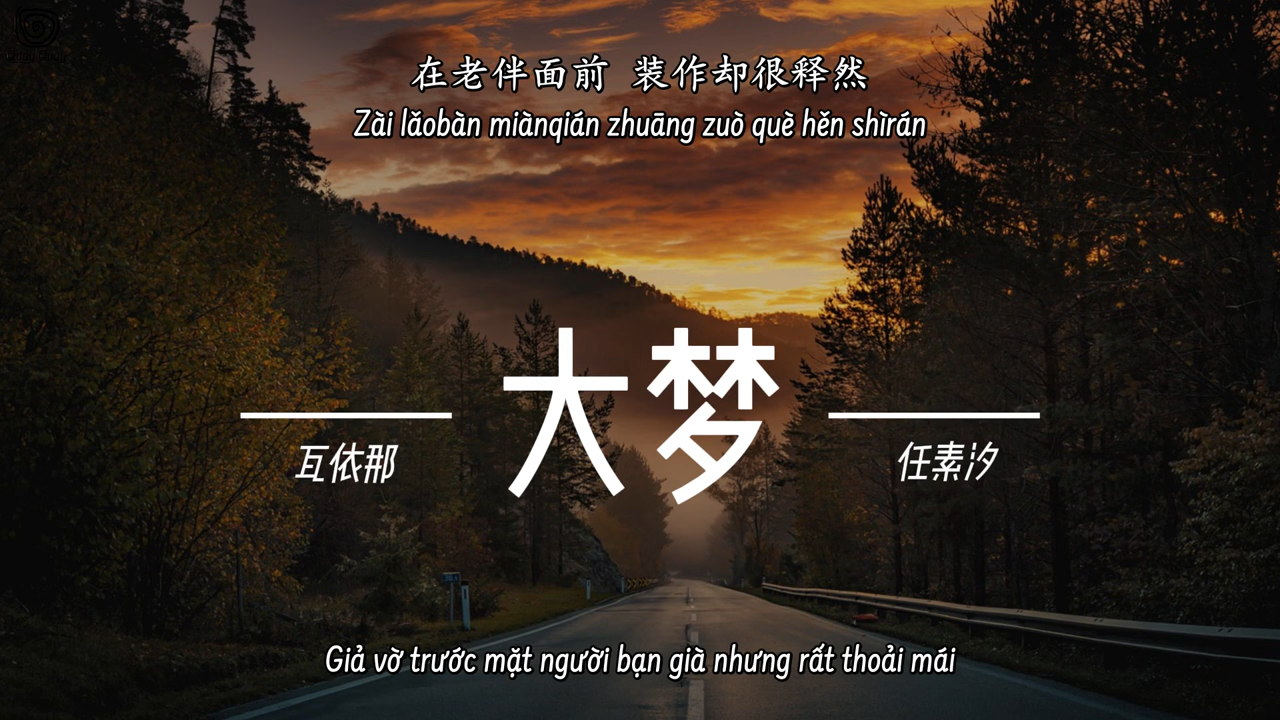 在老伴面前 装作却很释然
Zài lǎobàn miànqián zhuāng zuò què hěn shìrán
大梦
瓦依那
任素汐
Giả vờ trước mặt người bạn già nhưng rất thoải mái